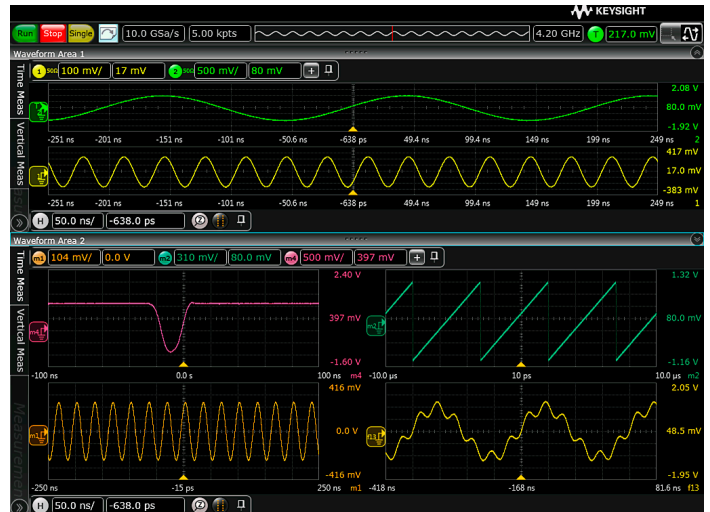 KEYSIGHT
Run Stop Single 10.0 GSa/s 5.00 kpts 4.20 GHz T 217.0 mV
Waveform Area 1
1 50Ω 100 mV/ 17 mV 2 50Ω 500 mV/ 80 mV +
Time Meas
Vertical Meas
2.08 V
80.0 mV
-1.92 V
-251 ns -201 ns -151 ns -101 ns -50.6 ns -638 ps 49.4 ns 99.4 ns 149 ns 199 ns 249 ns 2
417 mV
17.0 mV
-383 mV
-251 ns -201 ns -151 ns -101 ns -50.6 ns -638 ps 49.4 ns 99.4 ns 149 ns 199 ns 249 ns 1
H 50.0 ns/ -638.0 ps
Waveform Area 2
m1 104 mV/ 0.0 V m2 310 mV/ 80.0 mV m4 500 mV/ 397 mV +
Time Meas
Vertical Meas
Measuremen
2.40 V
m4 397 mV
-1.60 V
-100 ns 0.0 s 100 ns m4
1.32 V
m2 80.0 mV
-1.16 V
-10.0 µs 10 ps 10.0 µs m2
416 mV
m1 0.0 V
-416 mV
-250 ns -15 ps 250 ns m1
2.05 V
f13 48.5 mV
-1.95 V
-418 ns -168 ns 81.6 ns f13
H 50.0 ns/ -638.0 ps